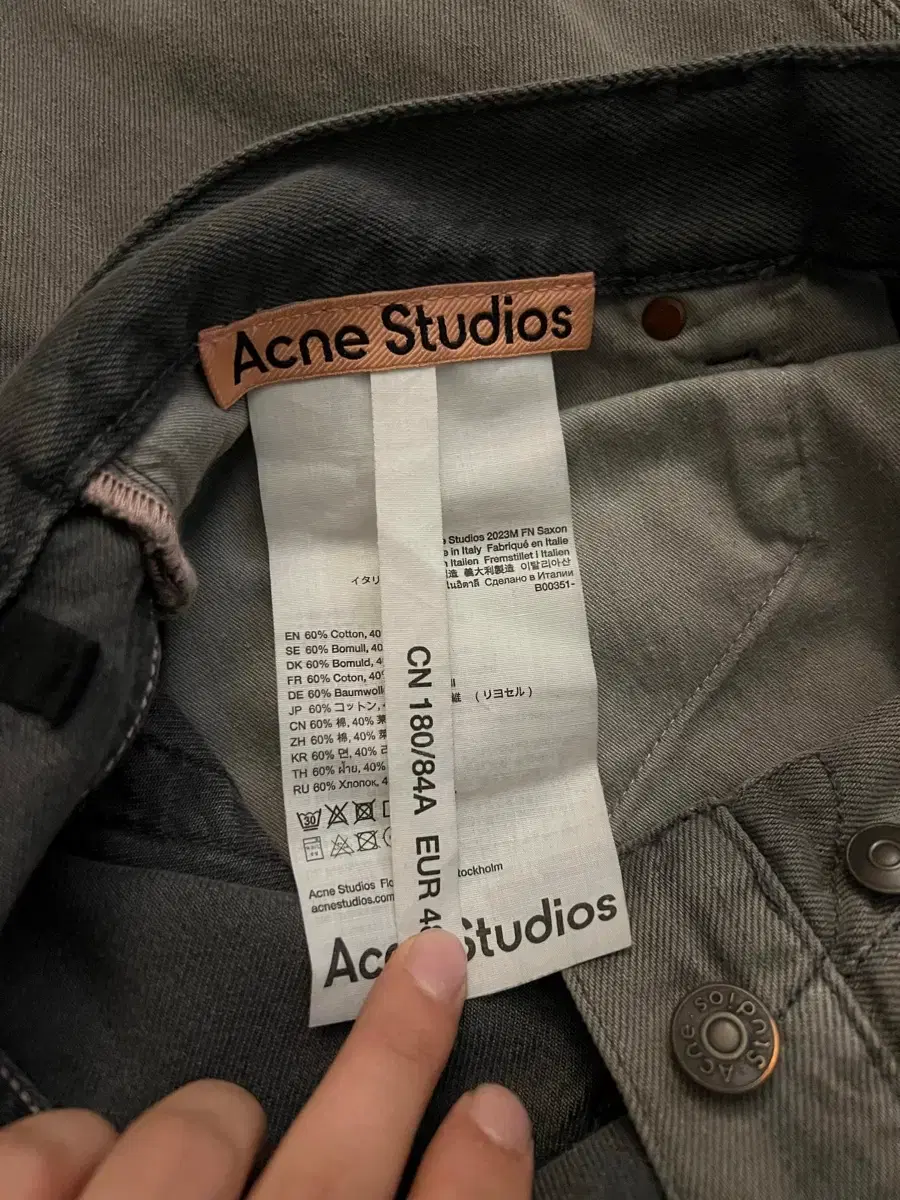 Acne Studios
Studios 2023M FN Saxon
in Italy Fabriqué en Italie
Italien Fremstillet i Italien
義大利製造 이탈리아산
Сделано в Италии
B00351-
イタリ
EN 60% Cotton, 40
SE 60% Bomull, 40
DK 60% Bomuld, 4
FR 60% Coton, 40
DE 60% Baumwoll
JP 60% コットン,
CN 60% 棉, 40%
ZH 60% 棉, 40%
KR 60% 면, 40%
TH 60% ฝ้าย, 40%
RU 60% Хлопок, 4
(リヨセル)
CN 180/84A EUR 4
30
Acne Studios
tockholm
acnestudios.com
Acne Studios
Acne Studios